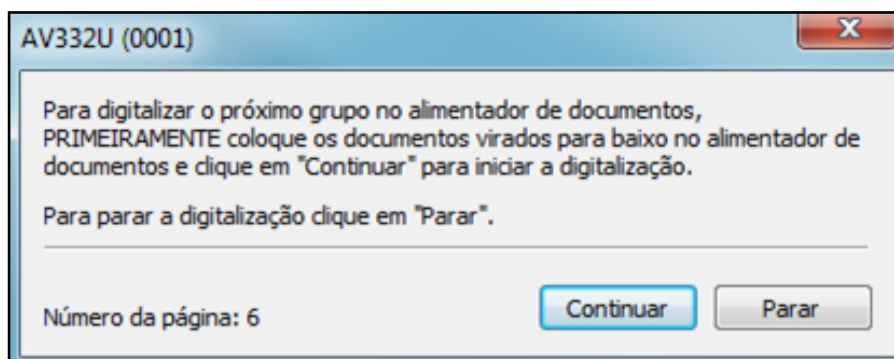 AV332U (0001)
Para digitalizar o próximo grupo no alimentador de documentos,
PRIMEIRAMENTE coloque os documentos virados para baixo no alimentador de
documentos e clique em "Continuar" para iniciar a digitalização.
Para parar a digitalização clique em "Parar".
Número da página: 6
Continuar
Parar